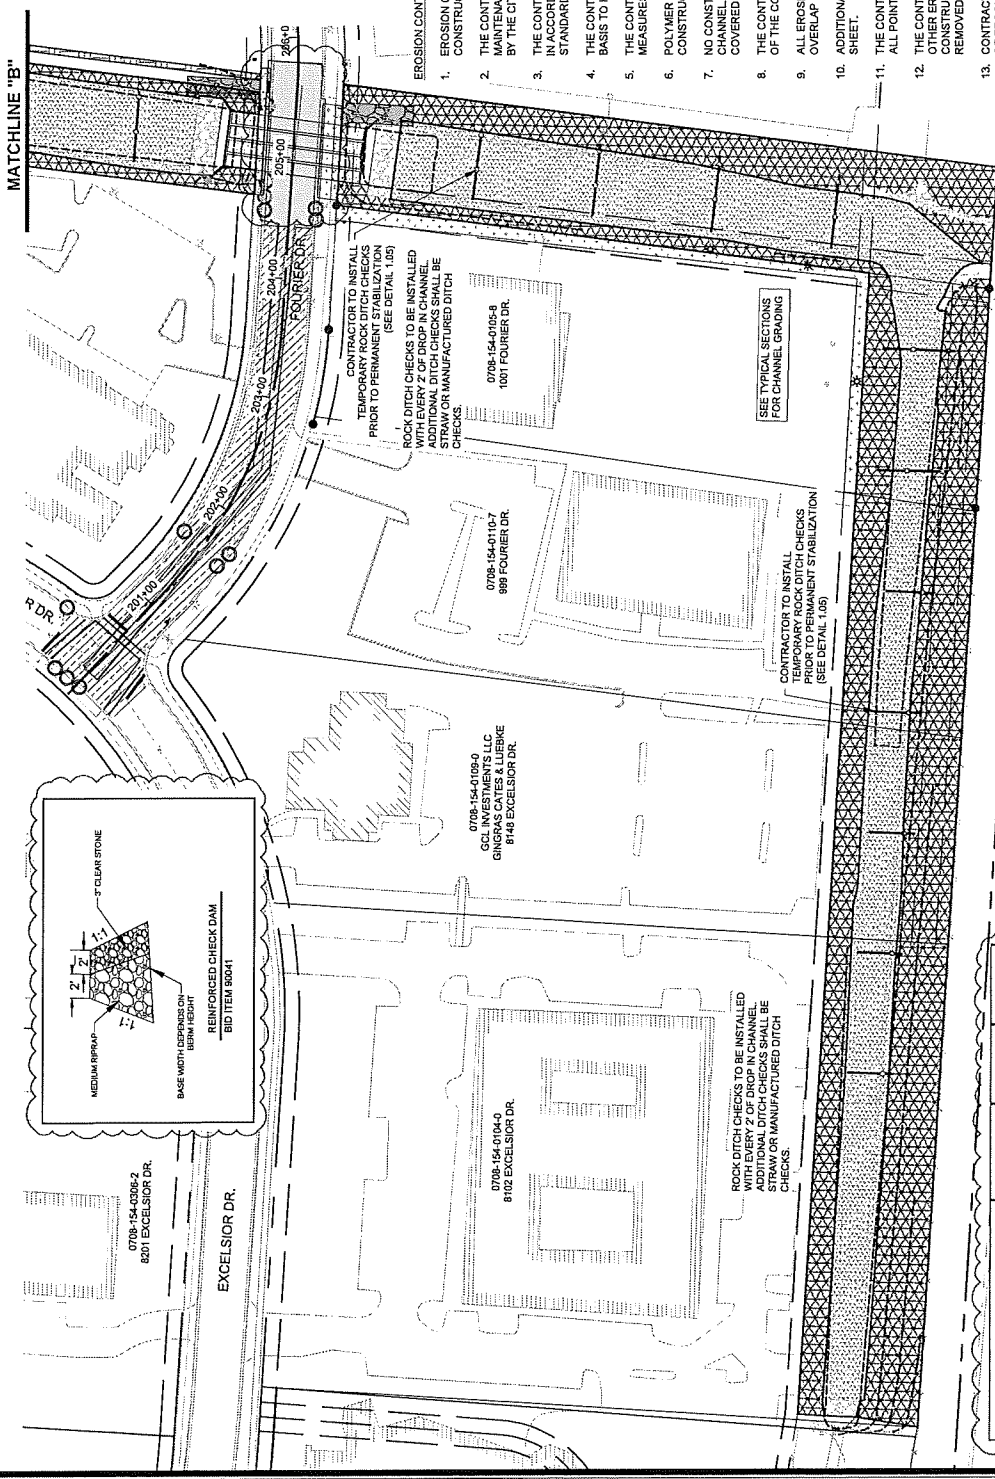 MATCHLINE "B"
206+0
205+00
204+00
203+00
202+00
201+00
FOURIER DR.
R DR.
EXCELSIOR DR.
MEDIUM RIPRAP
2'
2'
1:1
1:1
3" CLEAR STONE
BASE WIDTH DEPENDS ON
BERM HEIGHT
REINFORCED CHECK DAM
BID ITEM 90041
0708-154-0306-2
8201 EXCELSIOR DR.
0708-154-0104-0
8102 EXCELSIOR DR.
0708-154-0109-0
GCL INVESTMENTS LLC
GINGRAS CATES & LUEBKE
8148 EXCELSIOR DR.
0708-154-0110-7
999 FOURIER DR.
0708-154-0105-8
1001 FOURIER DR.
CONTRACTOR TO INSTALL
TEMPORARY ROCK DITCH CHECKS
PRIOR TO PERMANENT STABILIZATION
(SEE DETAIL 1.05)
ROCK DITCH CHECKS TO BE INSTALLED
WITH EVERY 2' OF DROP IN CHANNEL.
ADDITIONAL DITCH CHECKS SHALL BE
STRAW OR MANUFACTURED DITCH
CHECKS.
SEE TYPICAL SECTIONS
FOR CHANNEL GRADING
CONTRACTOR TO INSTALL
TEMPORARY ROCK DITCH CHECKS
PRIOR TO PERMANENT STABILIZATION
(SEE DETAIL 1.05)
ROCK DITCH CHECKS TO BE INSTALLED
WITH EVERY 2' OF DROP IN CHANNEL.
ADDITIONAL DITCH CHECKS SHALL BE
STRAW OR MANUFACTURED DITCH
CHECKS.
EROSION CONT
1. EROSION C
CONSTRUC
2. THE CONT
MAINTENA
BY THE CIT
3. THE CONT
IN ACCORI
STANDARI
4. THE CONT
BASIS TO I
5. THE CONT
MEASURE
6. POLYMER
CONSTRU
7. NO CONST
CHANNEL
COVERED
8. THE CONT
OF THE CO
9. ALL EROS
OVERLAP
10. ADDITION
SHEET.
11. THE CONT
ALL POINT
12. THE CONT
OTHER ER
CONSTRU
REMOVED
13. CONTRAC